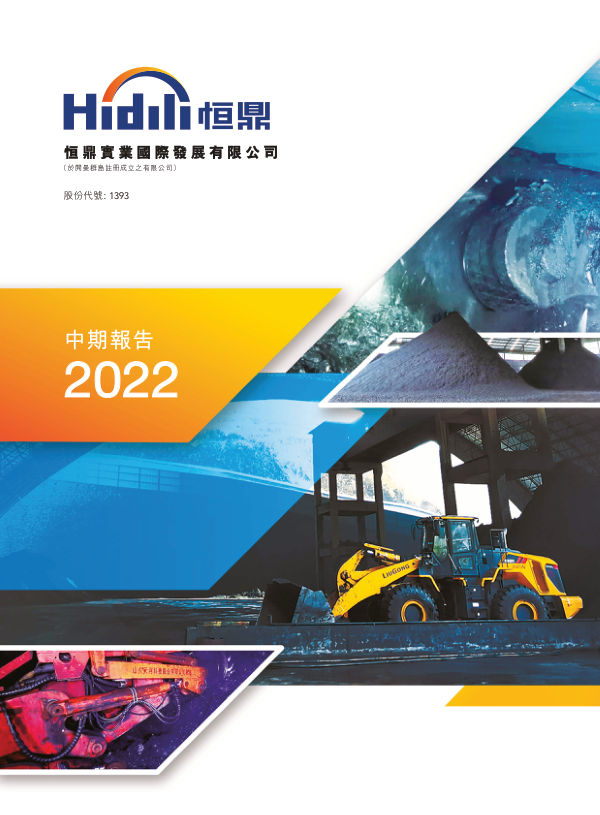 Hidili 恒鼎
恒鼎實業國際發展有限公司
(於開曼群島註冊成立之有限公司)
股份代號: 1393
中期報告
2022
LIUGONG